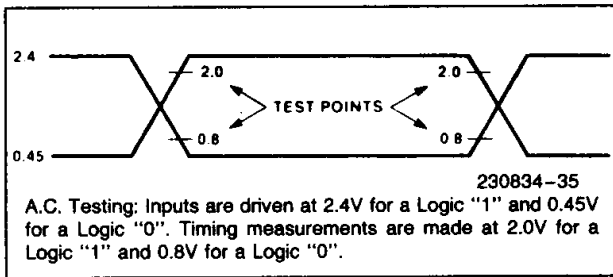 2.4
2.0 2.0
TEST POINTS
0.8 0.8
0.45
230834-35
A.C. Testing: Inputs are driven at 2.4V for a Logic "1" and 0.45V
for a Logic "0". Timing measurements are made at 2.0V for a
Logic "1" and 0.8V for a Logic "0".